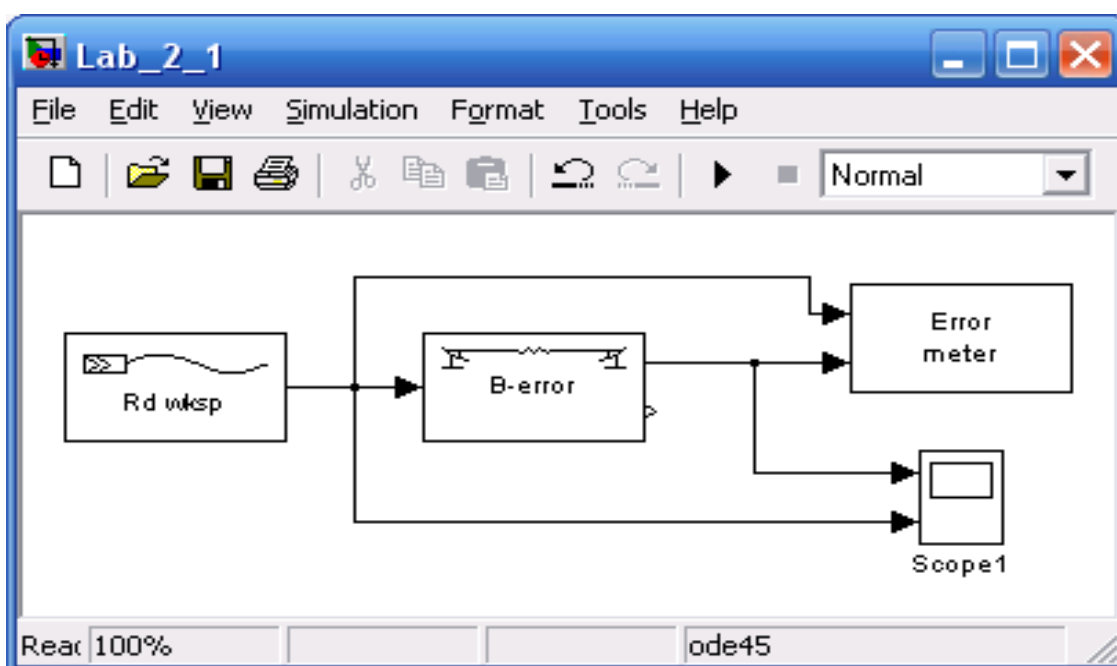 Lab_2_1
File Edit View Simulation Format Tools Help
Normal
Rd wksp
B-error
Error
meter
Scope1
100% ode45